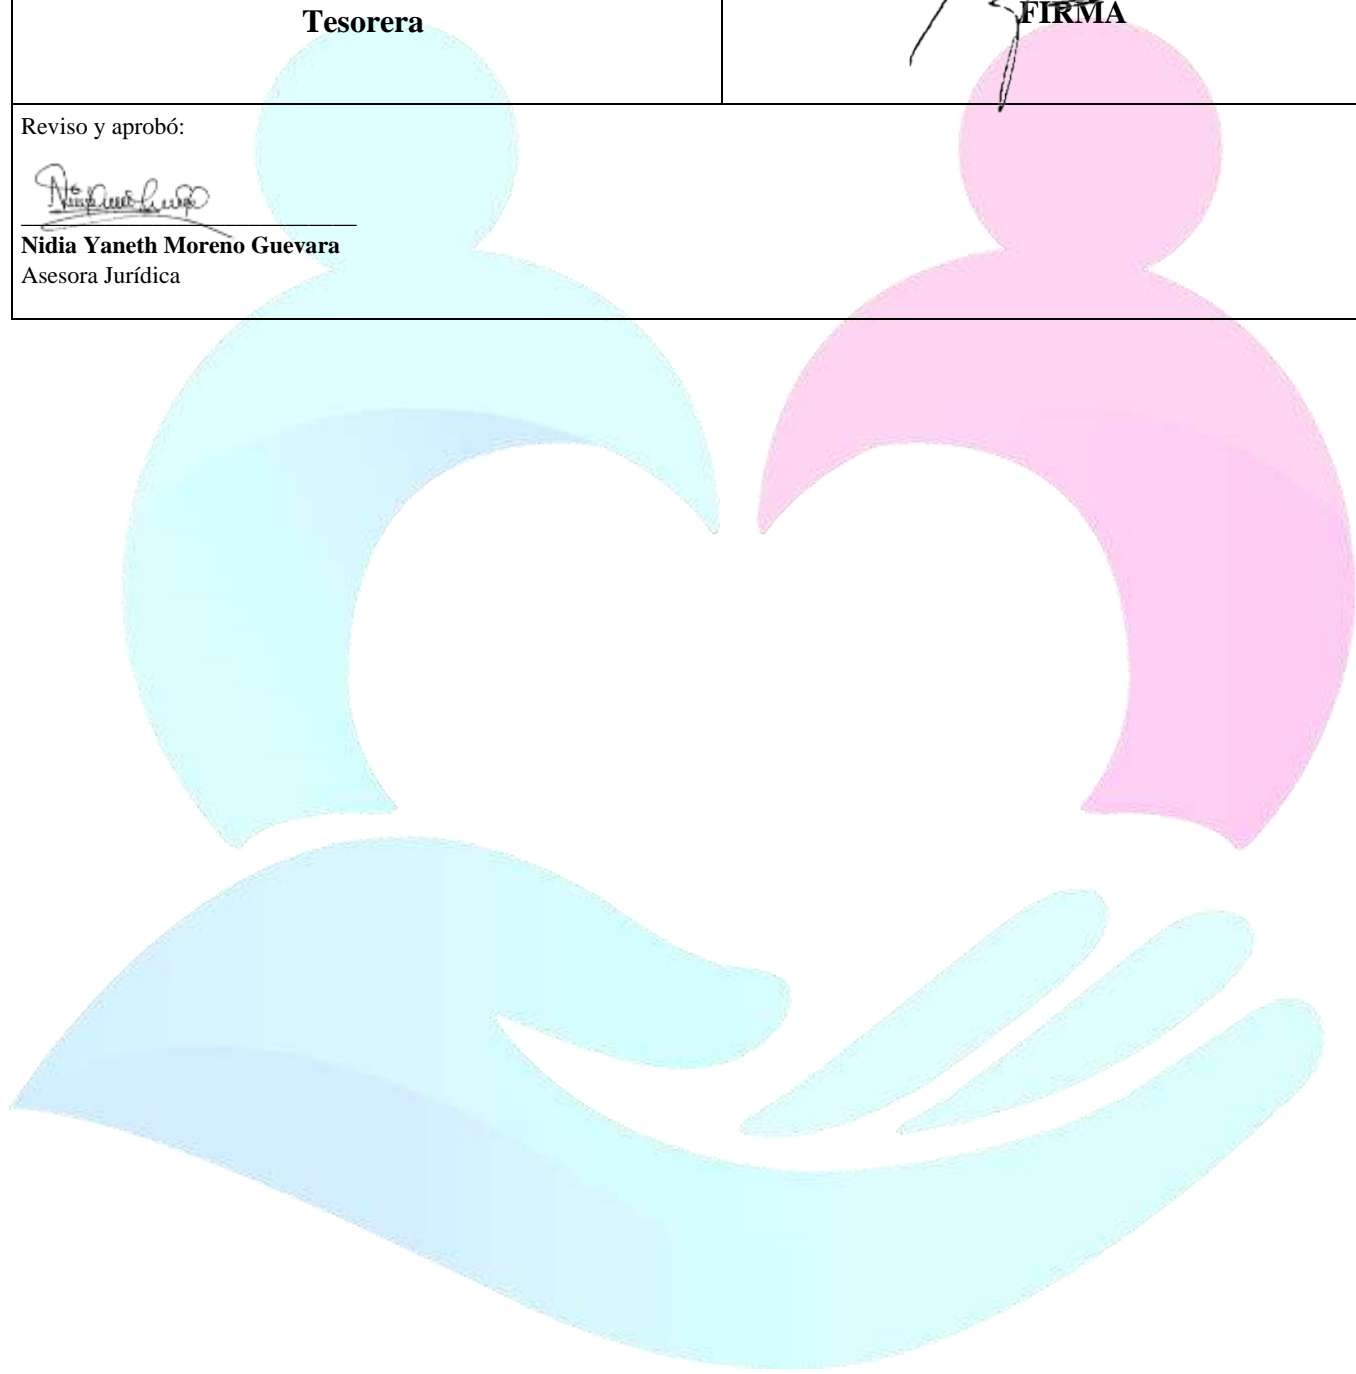 Tesorera
FIRMA
Reviso y aprobó:
Nidia Yaneth Moreno Guevara
Asesora Jurídica